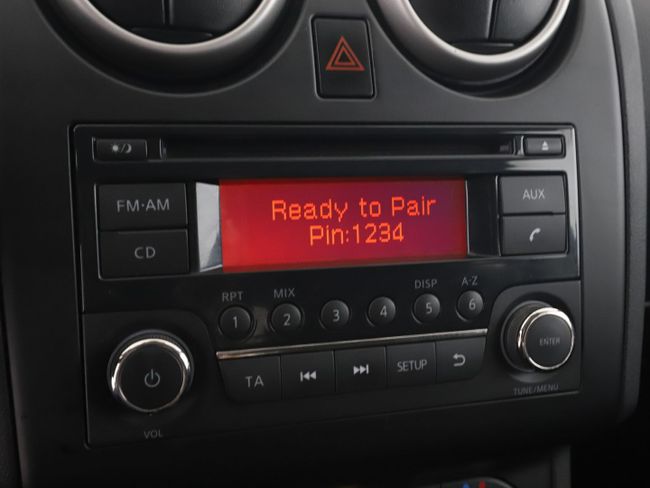 FM·AM
CD
Ready to Pair
Pin:1234
AUX
RPT
MIX
DISP
A-Z
1
2
3
4
5
6
TA
SETUP
ENTER
VOL
TUNE/MENU